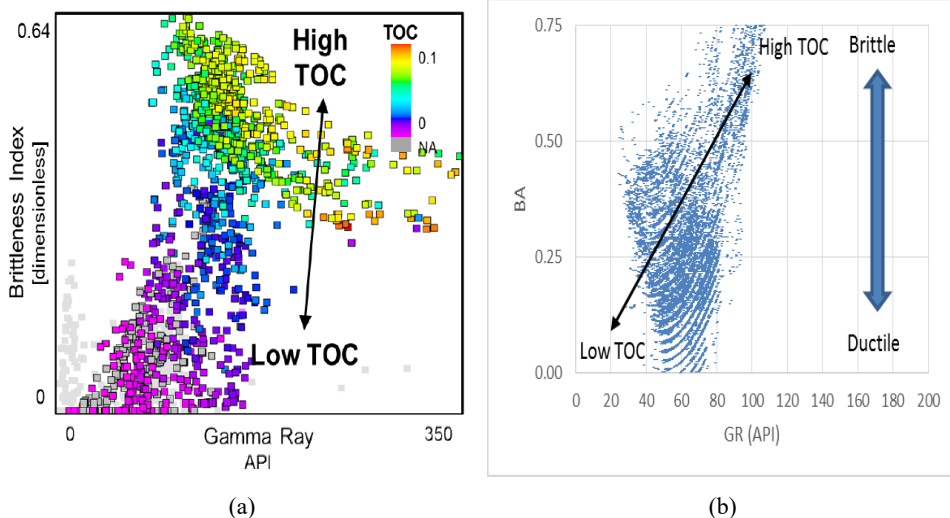 0.64
Brittleness Index
[dimensionless]
0
High
TOC
TOC
0.1
0
NA
Low TOC
0
Gamma Ray
350
API
(a)
0.75
0.50
0.25
0.00
BA
High TOC
Brittle
Low TOC
Ductile
0 20 40 60 80 100 120 140 160 180 200
GR (API)
(b)